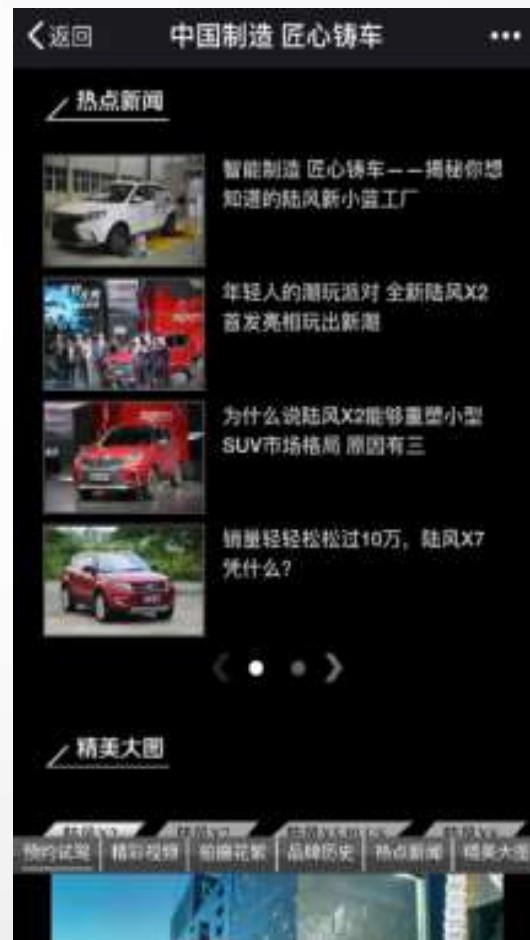 返回
中国制造 匠心铸车
热点新闻
智能制造 匠心铸车——揭秘你想
知道的陆风新小蓝工厂
年轻人的潮玩派对 全新陆风X2
首发亮相玩出新潮
为什么说陆风X2能够重塑小型
SUV市场格局 原因有三
销量轻轻松松过10万，陆风X7
凭什么？
精美大图
预约试驾
精彩视频
拍摄花絮
品牌历史
热点新闻
精美大图